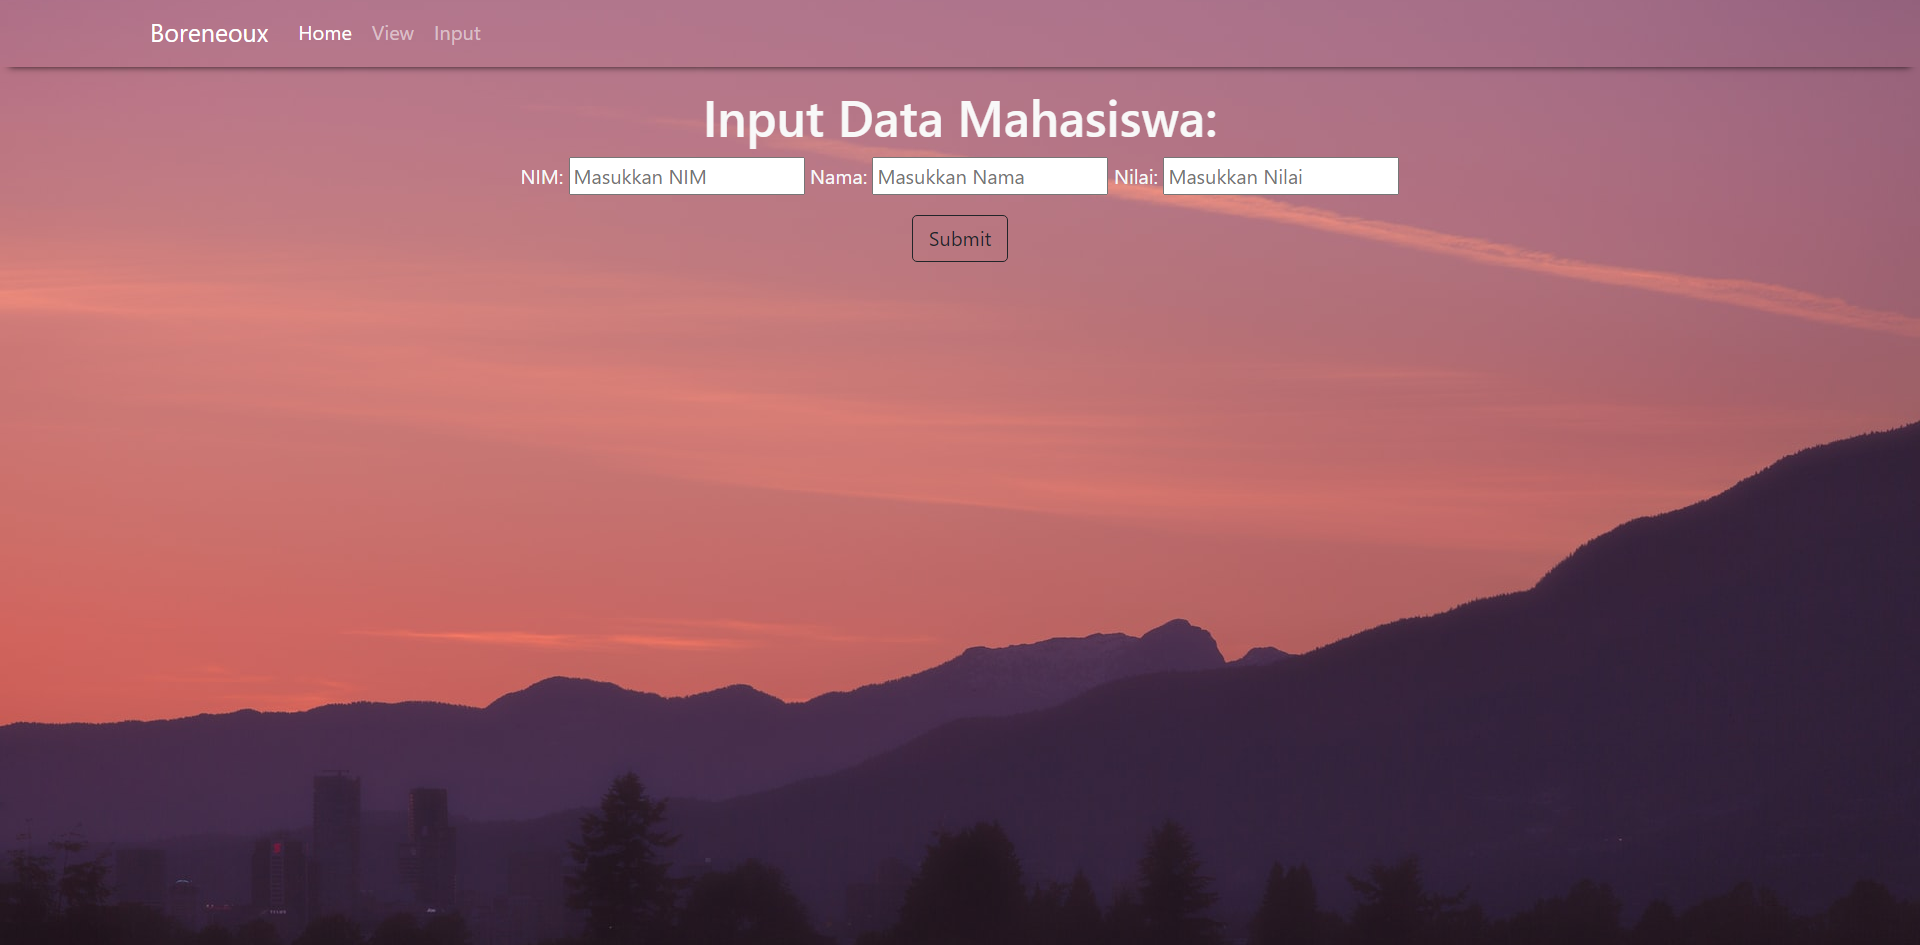 Boreneoux Home View Input
Input Data Mahasiswa:
NIM: Masukkan NIM Nama: Masukkan Nama Nilai: Masukkan Nilai
Submit